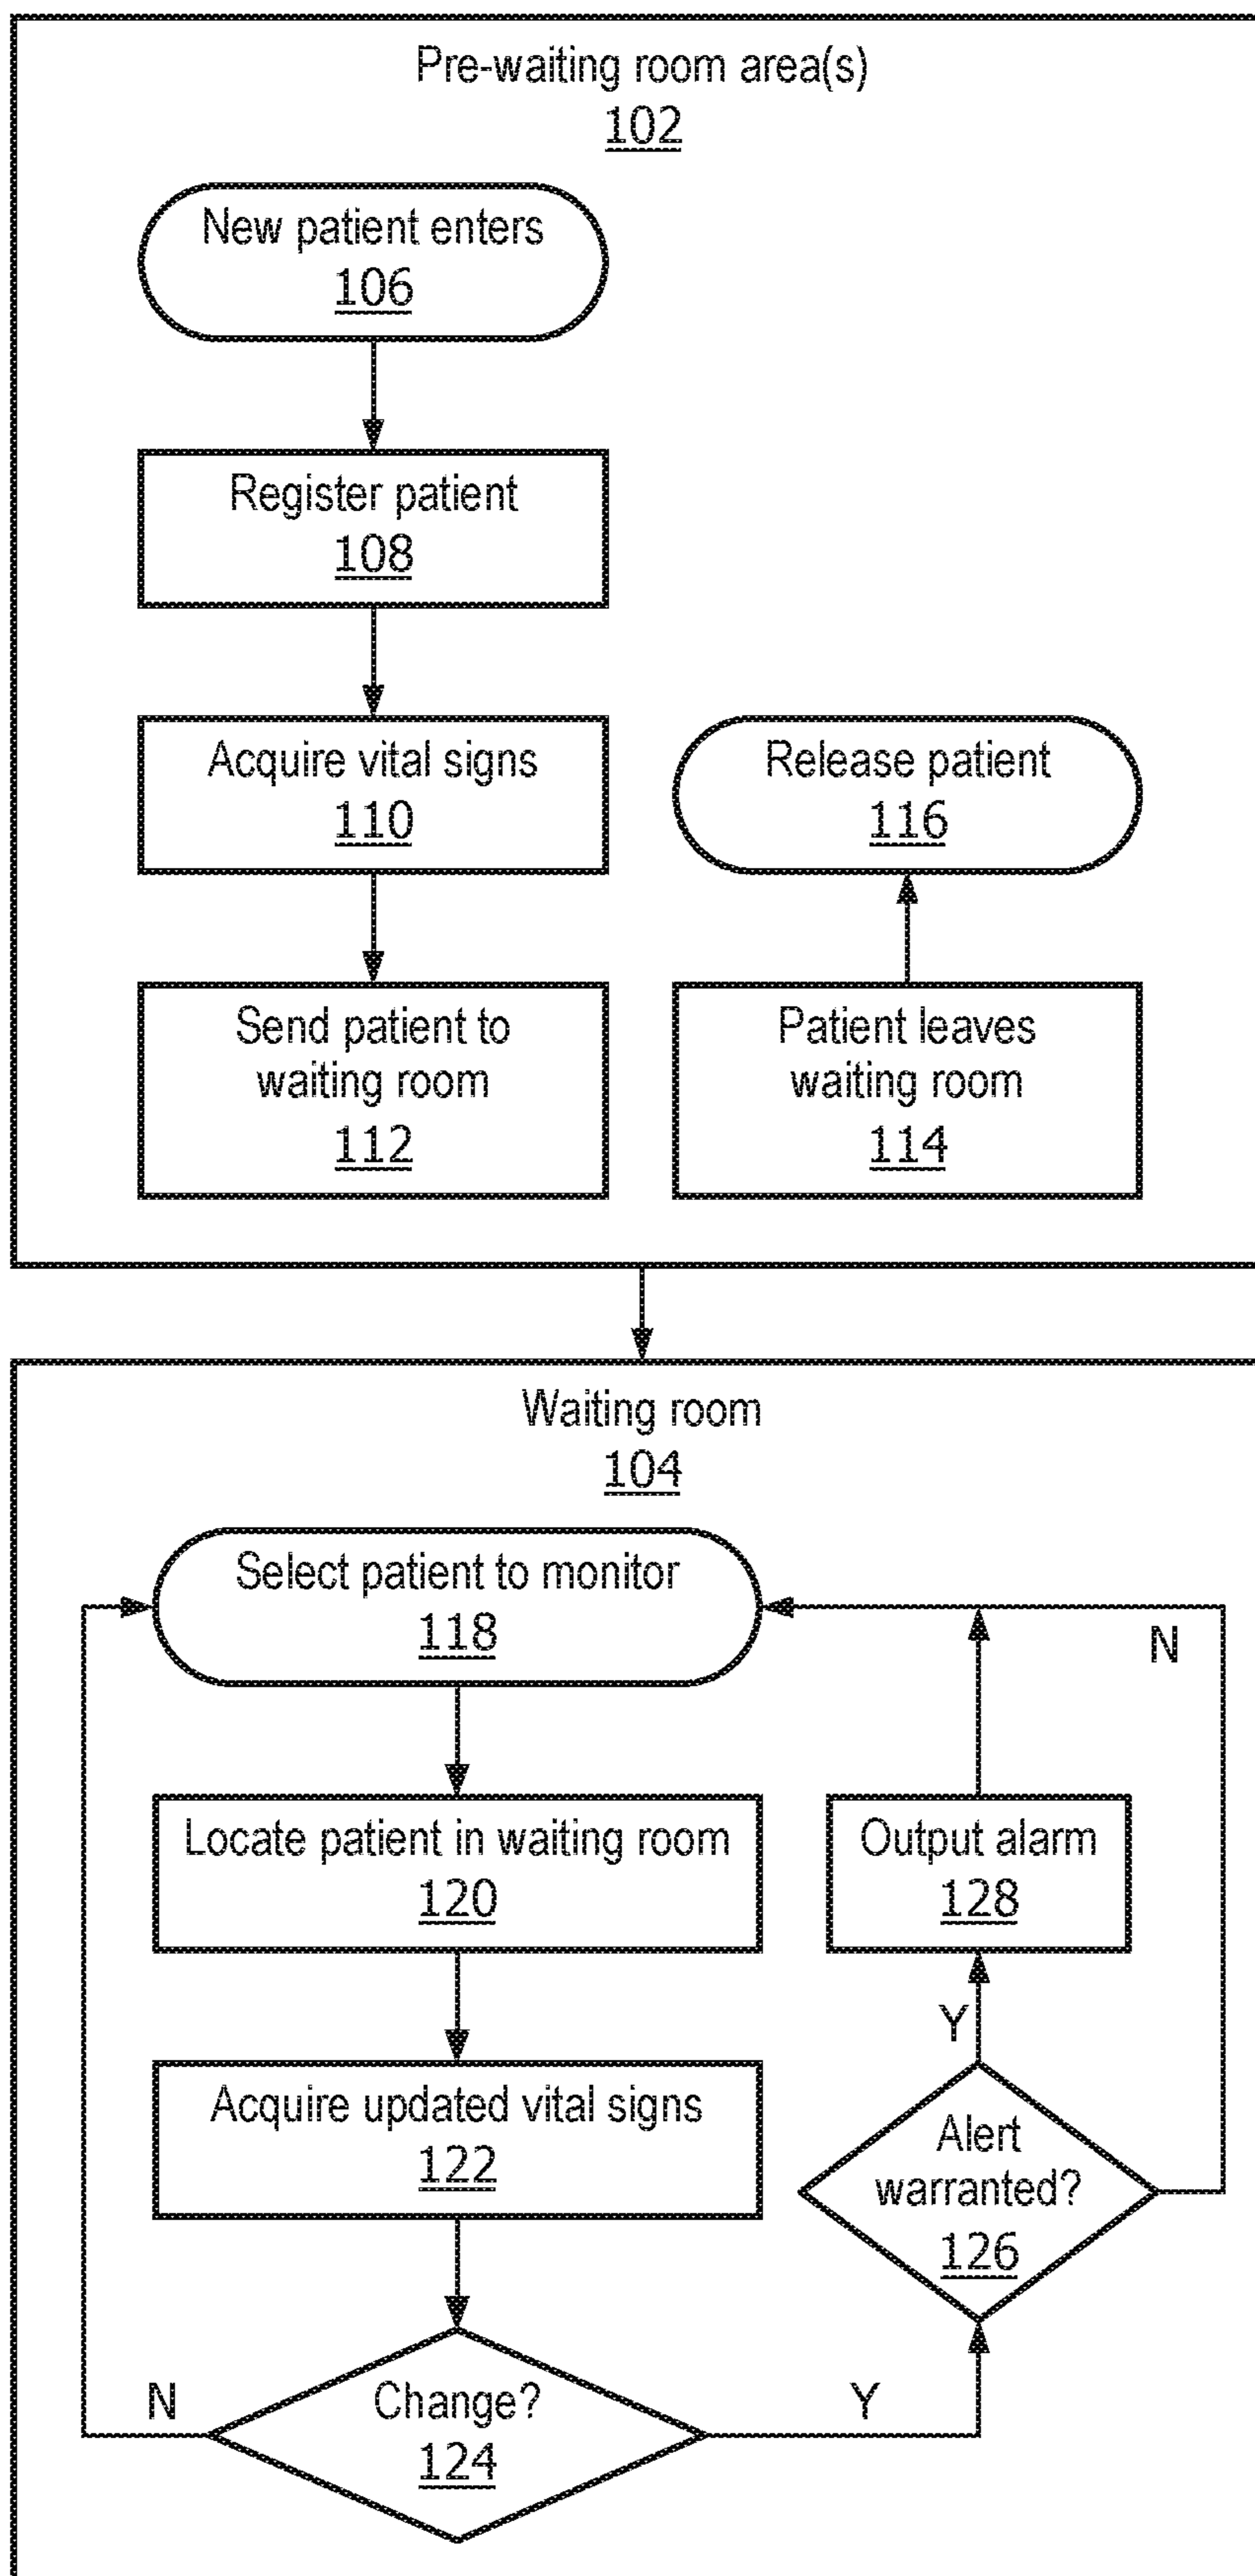 Pre-waiting room area(s)
102
New patient enters
106
Register patient
108
Acquire vital signs
110
Release patient
116
Send patient to
waiting room
112
Patient leaves
waiting room
114
Waiting room
104
Select patient to monitor
118
N
Locate patient in waiting room
120
Output alarm
128
Y
Acquire updated vital signs
122
Alert
warranted?
126
N
Change?
124
Y